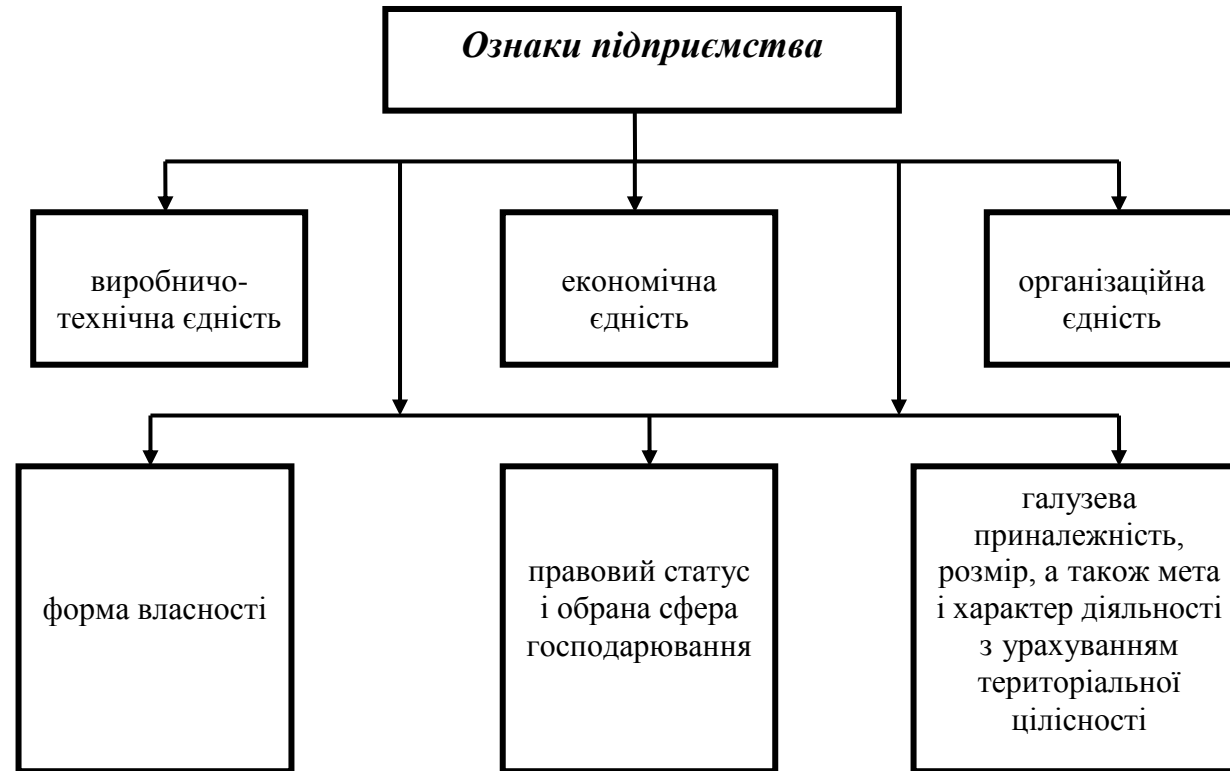 Ознаки підприємства
виробничо-
технічна єдність
економічна
єдність
організаційна
єдність
форма власності
правовий статус
і обрана сфера
господарювання
галузева
приналежність,
розмір, а також мета
і характер діяльності
з урахуванням
територіальної
цілісності